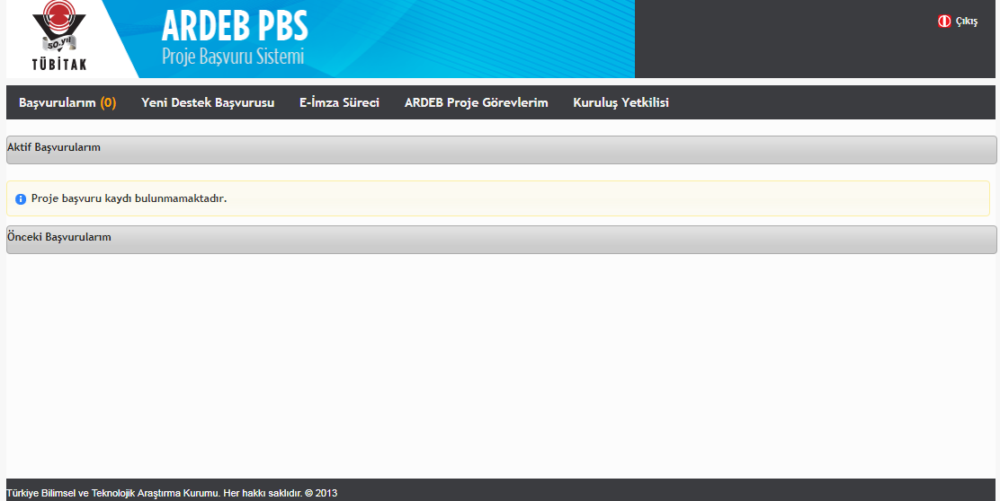 50.yıl
TÜBİTAK
ARDEB PBS
Proje Başvuru Sistemi
Çıkış
Başvurularım (0) Yeni Destek Başvurusu E-İmza Süreci ARDEB Proje Görevlerim Kuruluş Yetkilisi
Aktif Başvurularım
Proje başvuru kaydı bulunmamaktadır.
Önceki Başvurularım
Türkiye Bilimsel ve Teknolojik Araştırma Kurumu. Her hakkı saklıdır. © 2013